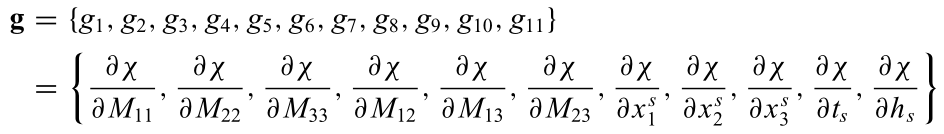 g = {g₁, g₂, g₃, g₄, g₅, g₆, g₇, g₈, g₉, g₁₀, g₁₁}
= {∂χ/∂M₁₁, ∂χ/∂M₂₂, ∂χ/∂M₃₃, ∂χ/∂M₁₂, ∂χ/∂M₁₃, ∂χ/∂M₂₃, ∂χ/∂x₁ˢ, ∂χ/∂x₂ˢ, ∂χ/∂x₃ˢ, ∂χ/∂tₛ, ∂χ/∂hₛ}